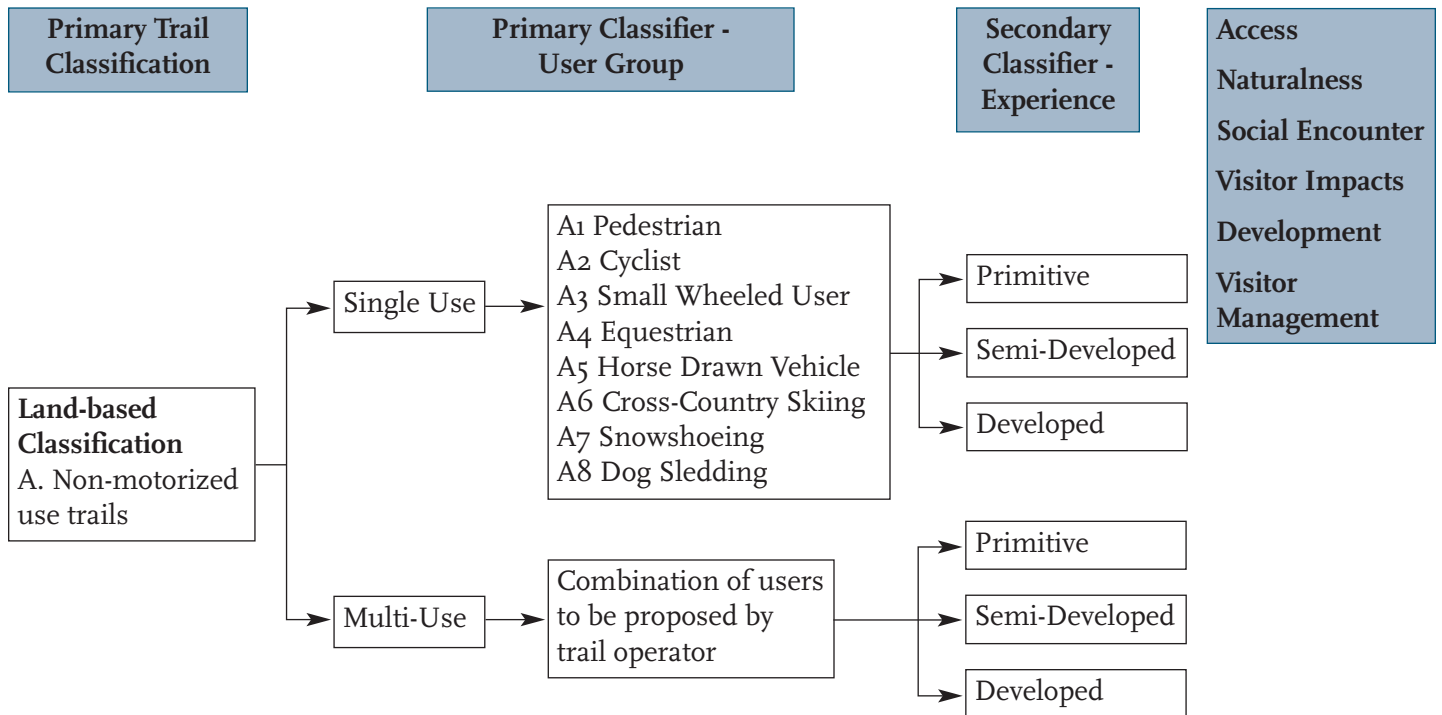 Primary Trail
Classification
Primary Classifier -
User Group
Secondary
Classifier -
Experience
Access
Naturalness
Social Encounter
Visitor Impacts
Development
Visitor
Management
Land-based
Classification
A. Non-motorized
use trails
Single Use
A1 Pedestrian
A2 Cyclist
A3 Small Wheeled User
A4 Equestrian
A5 Horse Drawn Vehicle
A6 Cross-Country Skiing
A7 Snowshoeing
A8 Dog Sledding
Primitive
Semi-Developed
Developed
Multi-Use
Combination of users
to be proposed by
trail operator
Primitive
Semi-Developed
Developed